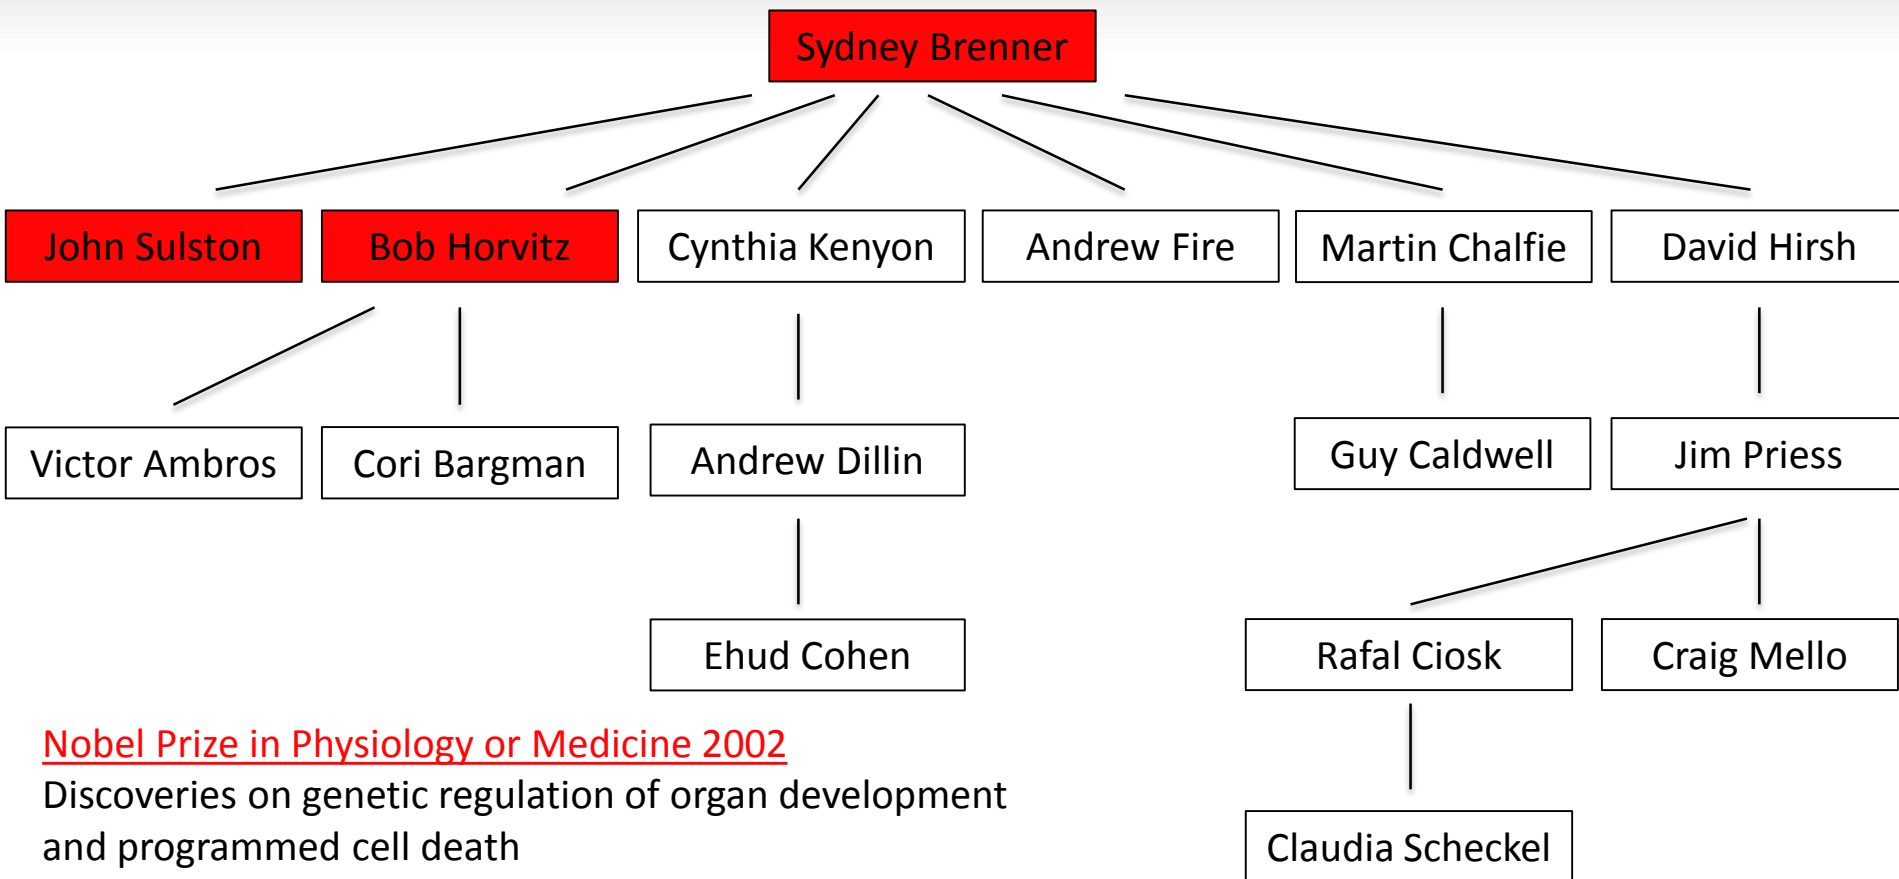 Sydney Brenner
John Sulston
Bob Horvitz
Cynthia Kenyon
Andrew Fire
Martin Chalfie
David Hirsh
Victor Ambros
Cori Bargman
Andrew Dillin
Guy Caldwell
Jim Priess
Ehud Cohen
Rafal Ciosk
Craig Mello
Nobel Prize in Physiology or Medicine 2002
Discoveries on genetic regulation of organ development
and programmed cell death
Claudia Scheckel